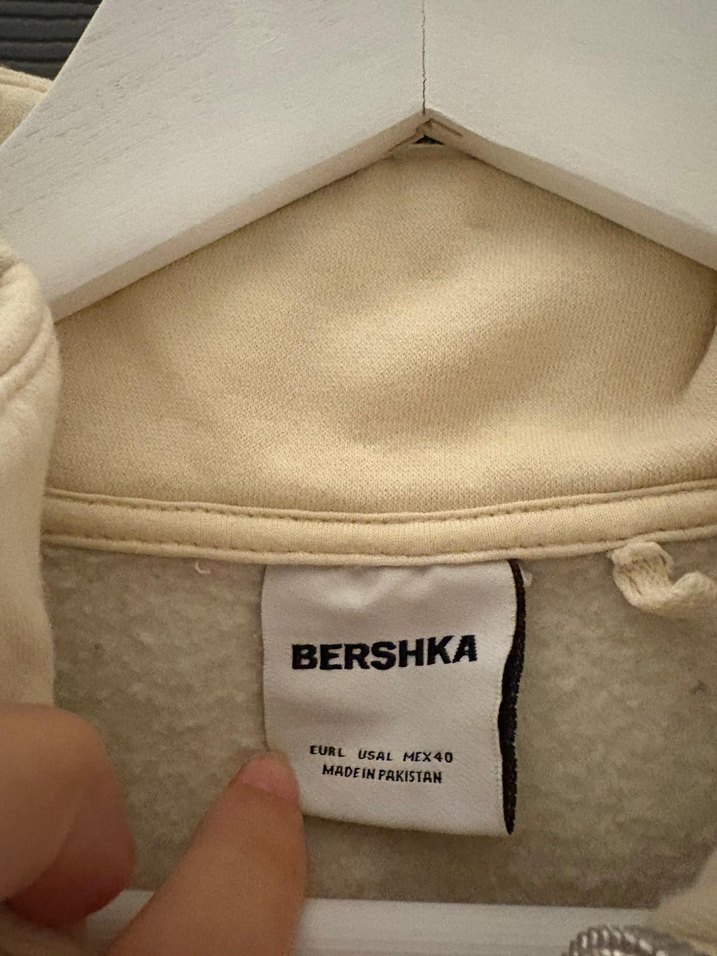 BERSHKA
EUR L USA L MEX 40
MADE IN PAKISTAN